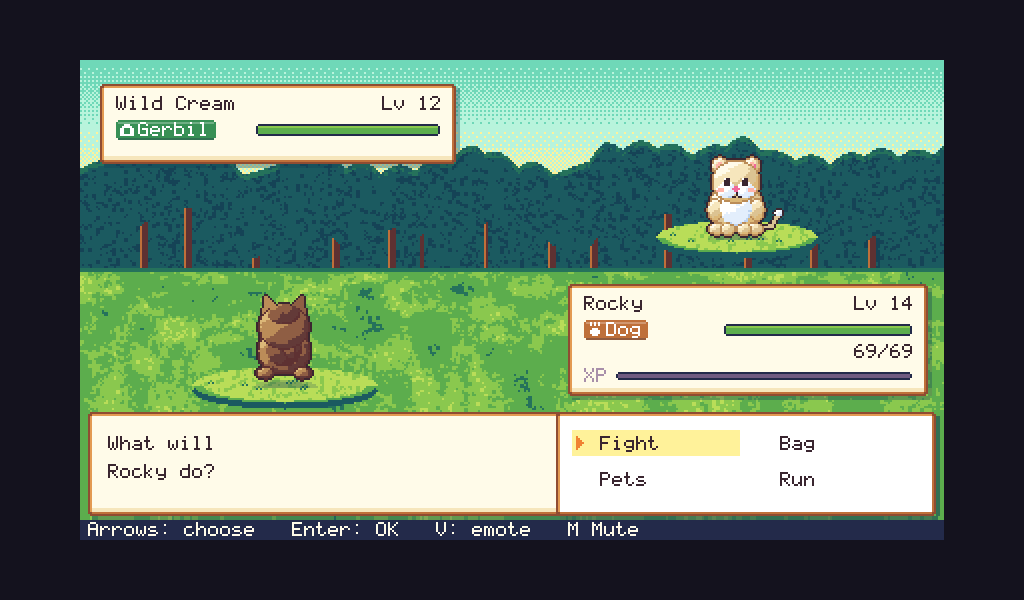 Wild Cream Lv 12
Gerbil
Rocky Lv 14
Dog
69/69
XP
What will
Rocky do?
Fight Bag
Pets Run
Arrows: choose Enter: OK V: emote M Mute